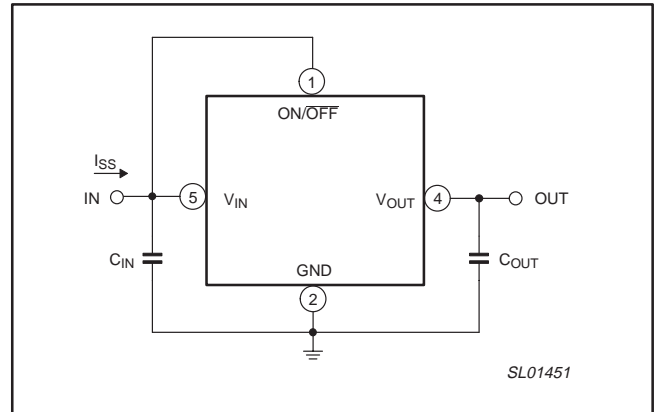 1
ON/OFF
ISS
IN
5
VIN
VOUT
4
OUT
CIN
GND
COUT
2
SL01451